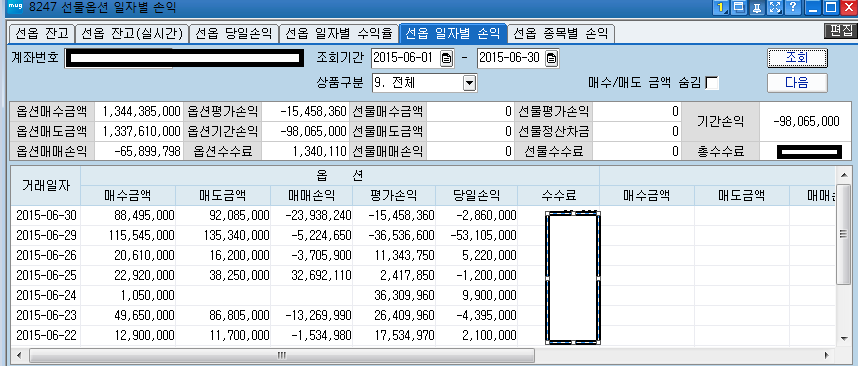 mug 8247 선물옵션 일자별 손익
선옵 잔고 선옵 잔고(실시간) 선옵 당일손익 선옵 일자별 수익율 선옵 일자별 손익 선옵 종목별 손익 편집
계좌번호 조회기간 2015-06-01 - 2015-06-30 조회
상품구분 9. 전체 매수/매도 금액 숨김 다음
옵션매수금액 1,344,385,000 옵션평가손익 -15,458,360 선물매수금액 0 선물평가손익 0 기간손익 -98,065,000
옵션매도금액 1,337,610,000 옵션기간손익 -98,065,000 선물매도금액 0 선물정산차금 0
옵션매매손익 -65,899,798 옵션수수료 1,340,110 선물매매손익 0 선물수수료 0 총수수료
거래일자 옵 션
매수금액 매도금액 매매손익 평가손익 당일손익 수수료 매수금액 매도금액
2015-06-30 88,495,000 92,085,000 -23,938,240 -15,458,360 -2,860,000
2015-06-29 115,545,000 135,340,000 -5,224,650 -36,536,600 -53,105,000
2015-06-26 20,610,000 16,200,000 -3,705,900 11,343,750 5,220,000
2015-06-25 22,920,000 38,250,000 32,692,110 2,417,850 -1,200,000
2015-06-24 1,050,000 36,309,960 9,900,000
2015-06-23 49,650,000 86,805,000 -13,269,990 26,409,960 -4,395,000
2015-06-22 12,900,000 11,700,000 -1,534,980 17,534,970 2,100,000